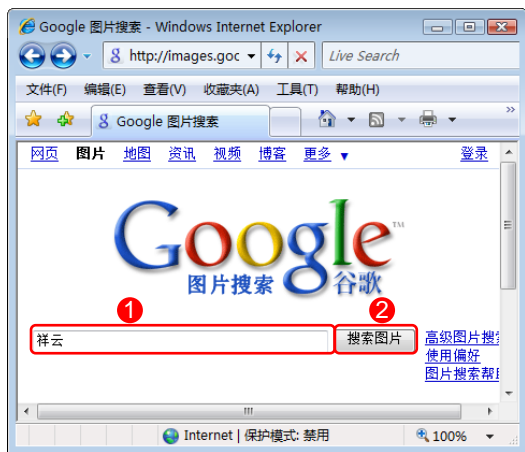 Google 图片搜索 - Windows Internet Explorer
http://images.goc
Live Search
文件(F) 编辑(E) 查看(V) 收藏夹(A) 工具(T) 帮助(H)
Google 图片搜索
网页 图片 地图 资讯 视频 博客 更多 ▼ 登录
Google™
图片搜索 谷歌
1 2
祥云 搜索图片 高级图片搜
使用偏好
图片搜索帮
Internet | 保护模式: 禁用 100%